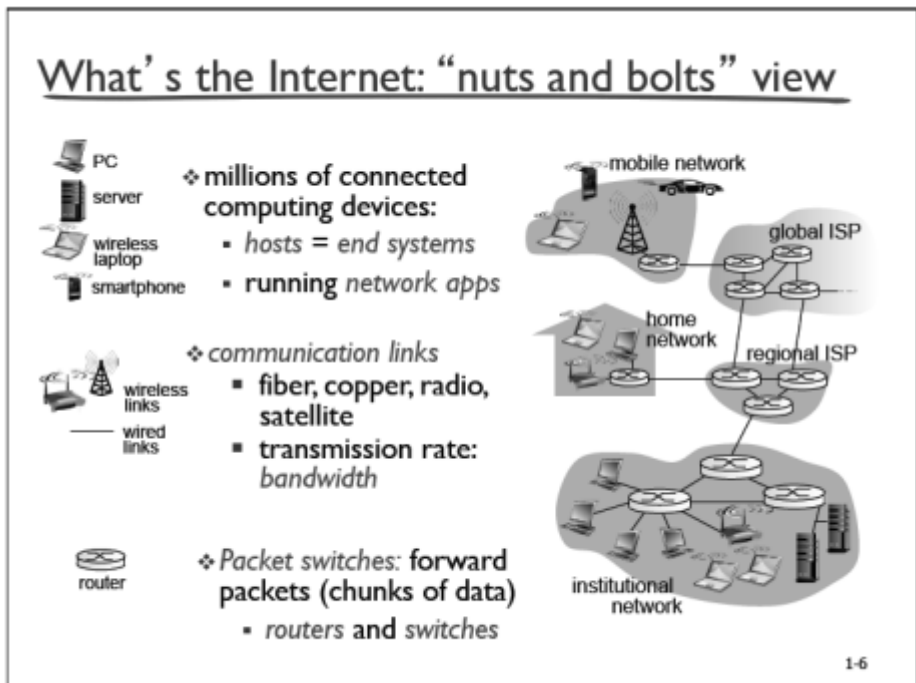 What's the Internet: “nuts and bolts” view
PC
server
wireless
laptop
smartphone
❖ millions of connected
computing devices:
▪ hosts = end systems
▪ running network apps
wireless
links
wired
links
❖ communication links
▪ fiber, copper, radio,
satellite
▪ transmission rate:
bandwidth
router
❖ Packet switches: forward
packets (chunks of data)
▪ routers and switches
mobile network
global ISP
home
network
regional ISP
institutional
network
1-6